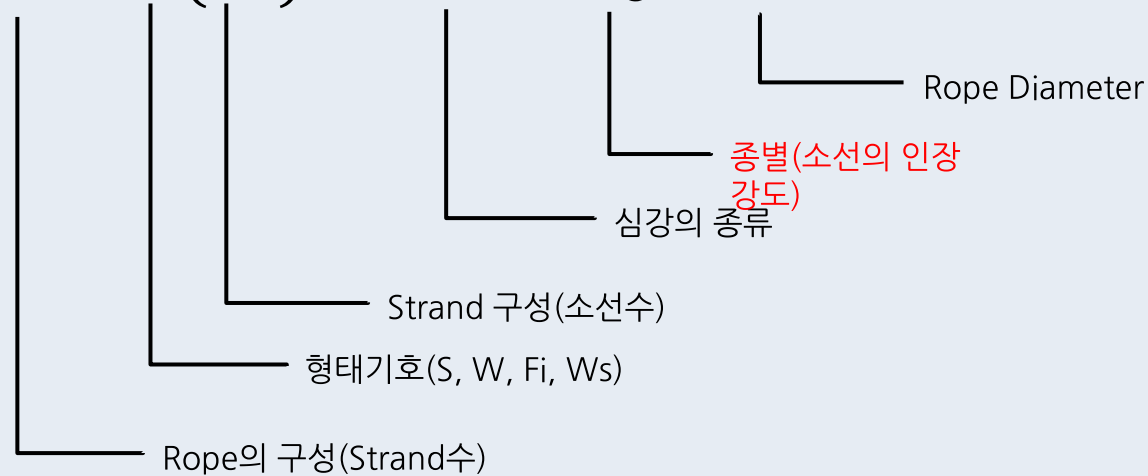 Rope Diameter
종별(소선의 인장
강도)
심강의 종류
Strand 구성(소선수)
형태기호(S, W, Fi, Ws)
Rope의 구성(Strand수)